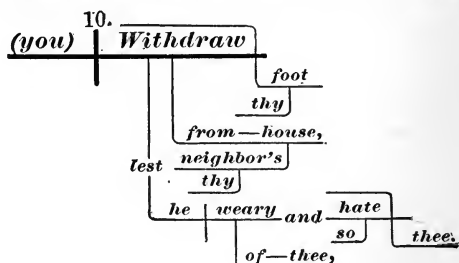 10.
(you) Withdraw
foot
thy
from—house,
lest neighbor's
thy
he weary and hate
so thee.
of—thee,